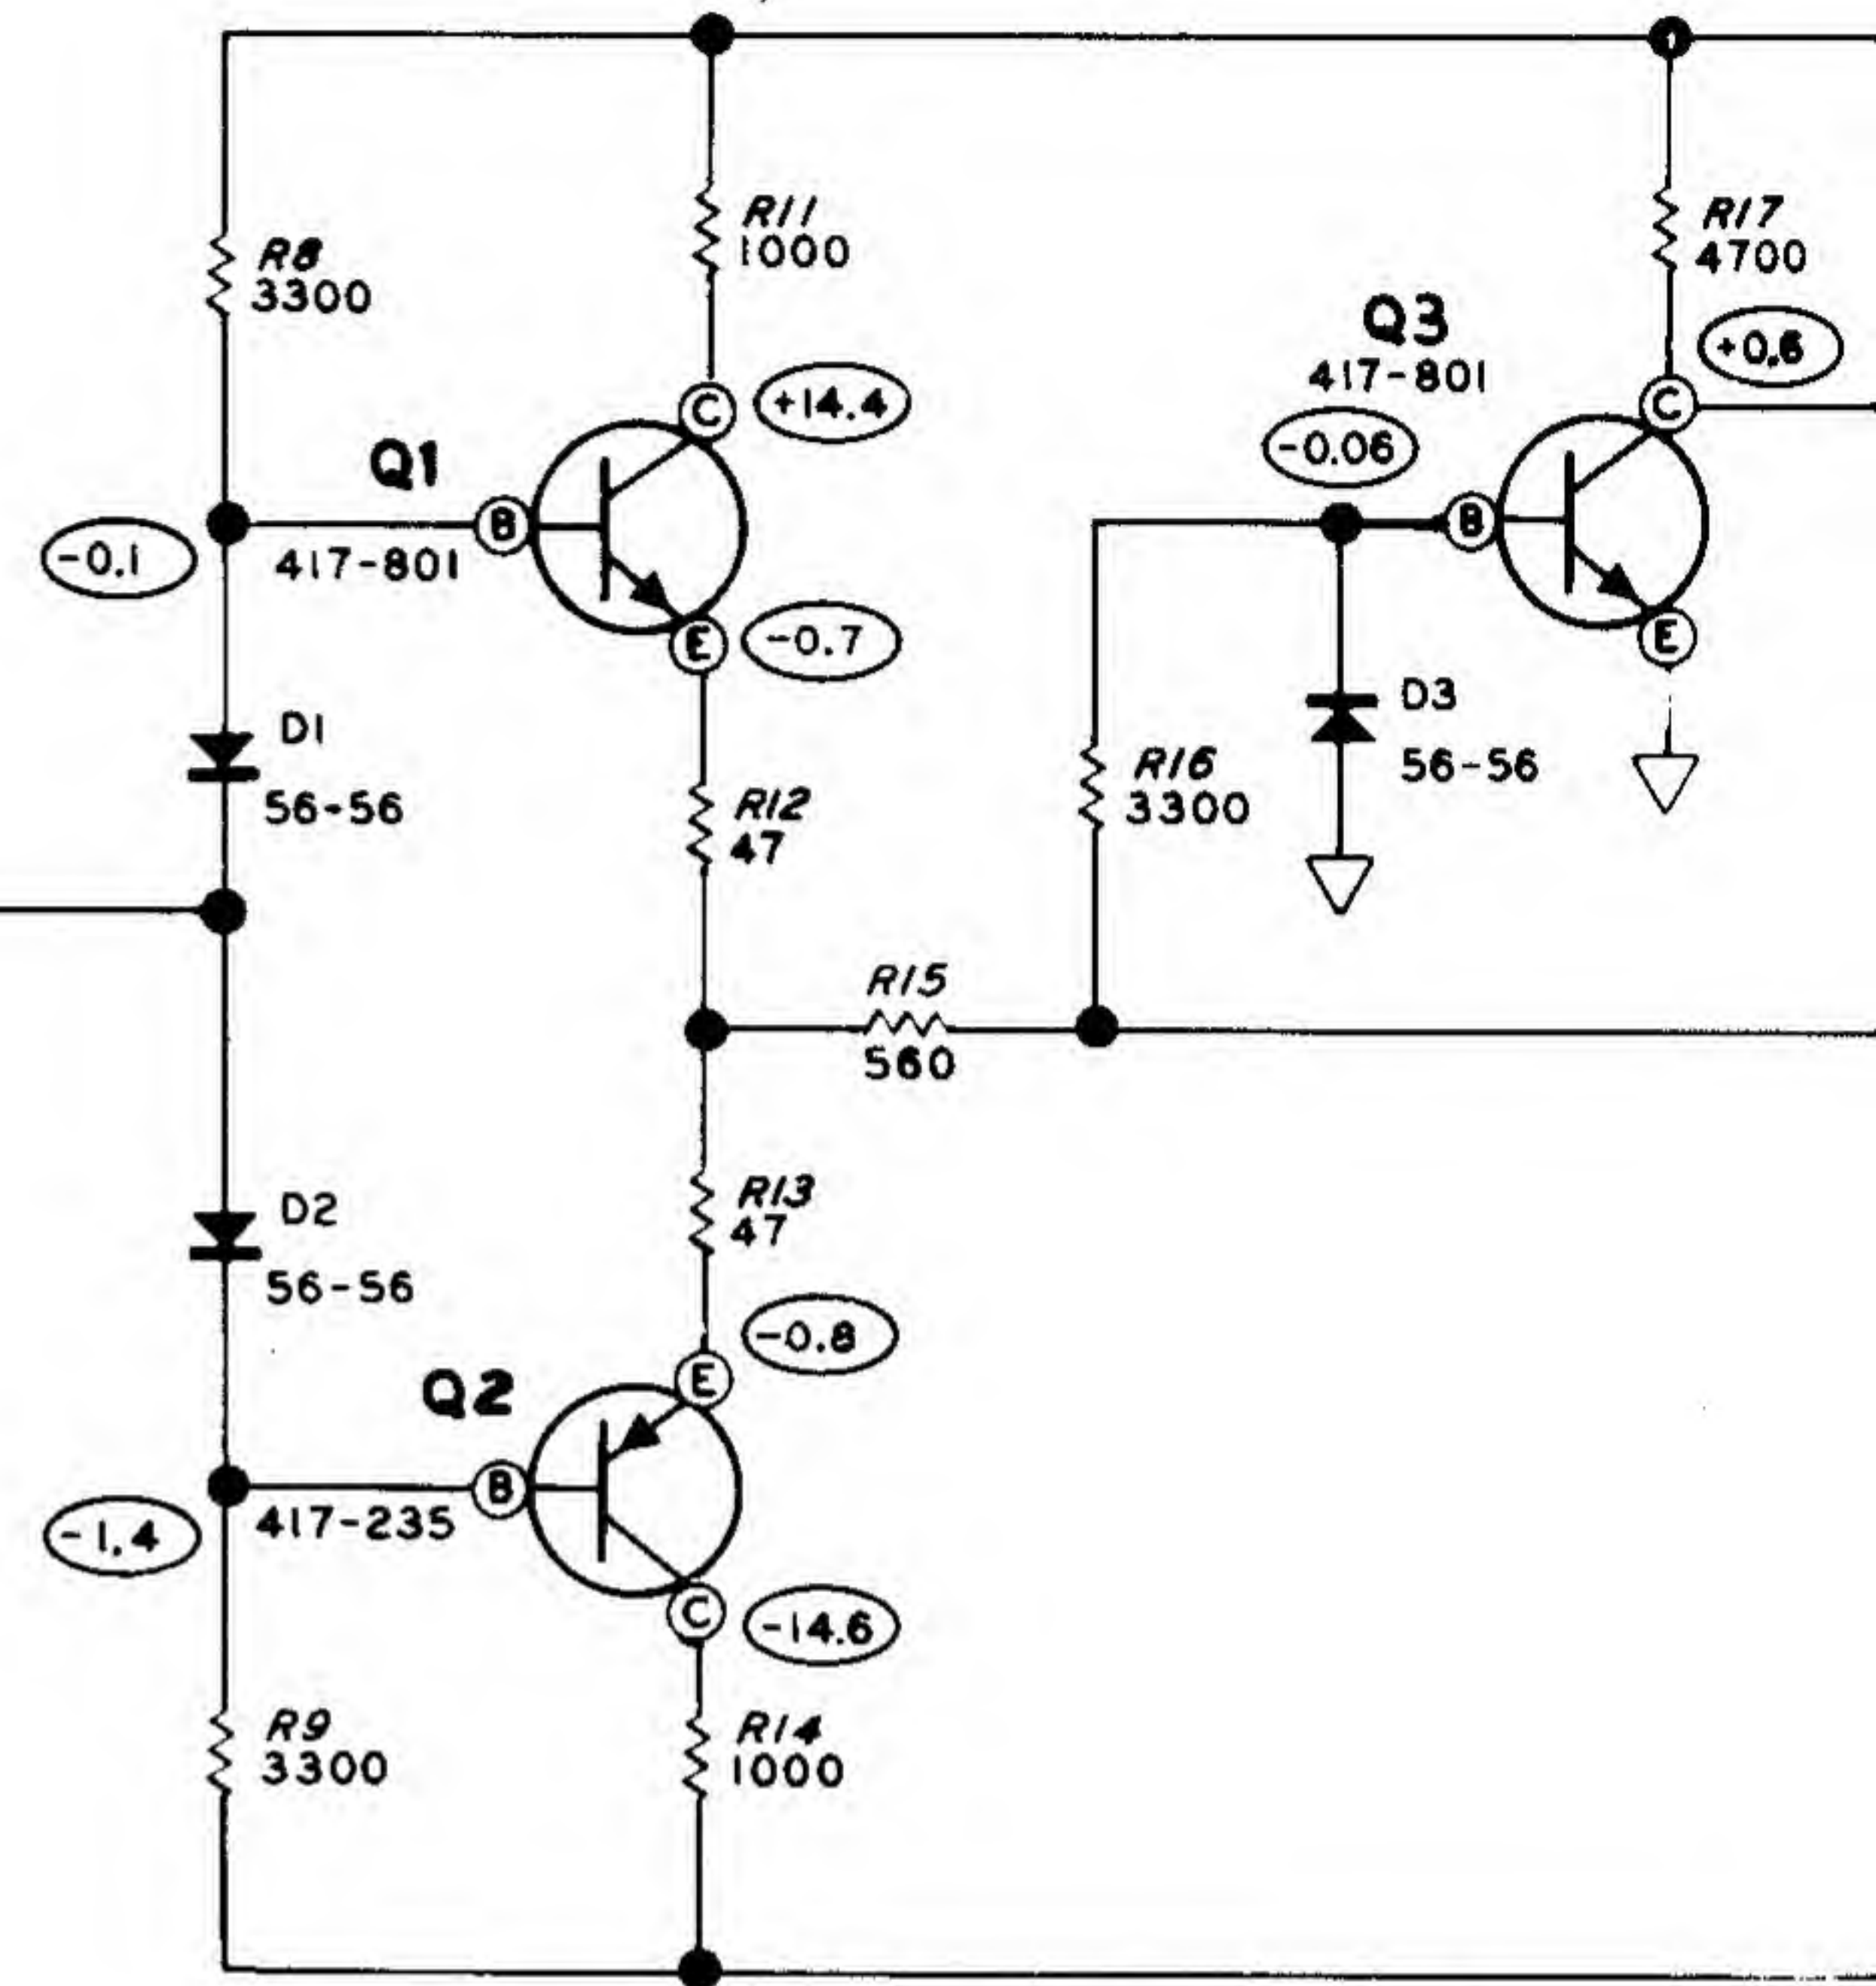 R8
3300
R11
1000
R17
4700
Q3
417-801
+0.6
C
+14.4
C
-0.06
Q1
B
B
-0.1
417-801
-0.7
E
E
D1
56-56
D3
56-56
R12
47
R16
3300
R15
560
R13
47
D2
56-56
-0.8
E
Q2
B
-1.4
417-235
C
-14.6
R9
3300
R14
1000